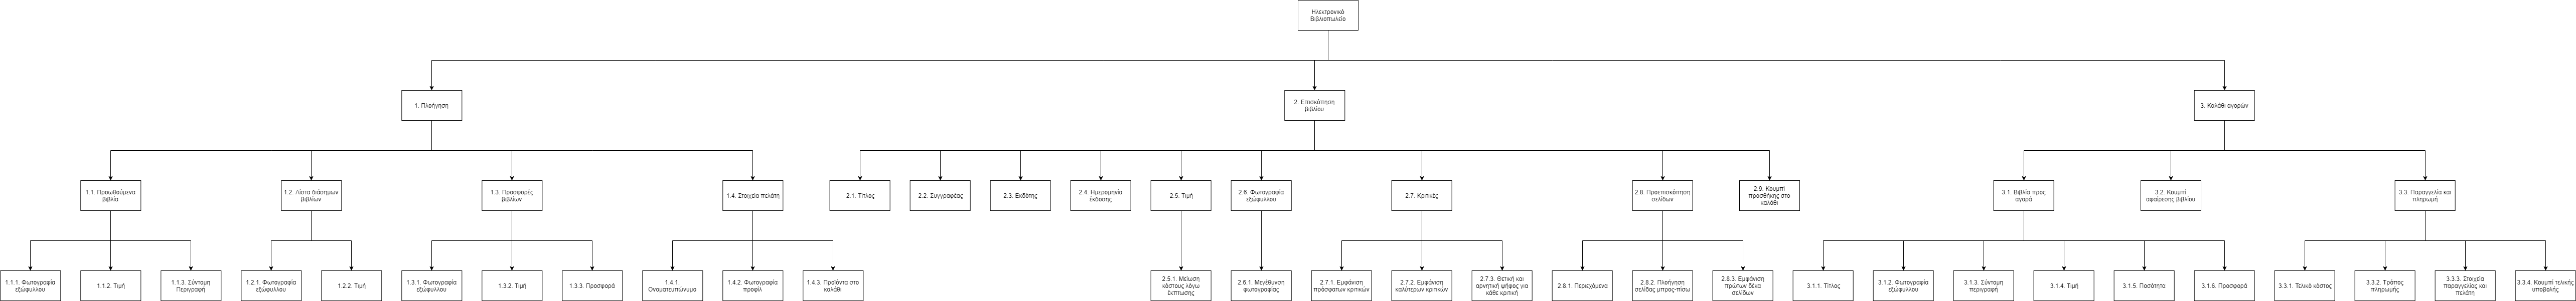 Ηλεκτρονικό
Βιβλιοπωλείο
1. Πλοήγηση
2. Επισκόπηση
βιβλίου
3. Καλάθι αγορών
1.1. Προωθούμενα
βιβλία
1.2. Λίστα διάσημων
βιβλίων
1.3. Προσφορές
βιβλίων
1.4. Στοιχεία πελάτη
2.1. Τίτλος
2.2. Συγγραφέας
2.3. Εκδότης
2.4. Ημερομηνία
έκδοσης
2.5. Τιμή
2.6. Φωτογραφία
εξώφυλλου
2.7. Κριτικές
2.8. Προεπισκόπηση
σελίδων
2.9. Κουμπί
προσθήκης στο
καλάθι
3.1. Βιβλία προς
αγορά
3.2. Κουμπί
αφαίρεσης βιβλίου
3.3. Παραγγελία και
πληρωμή
1.1.1. Φωτογραφία
εξώφυλλου
1.1.2. Τιμή
1.1.3. Σύντομη
Περιγραφή
1.2.1. Φωτογραφία
εξώφυλλου
1.2.2. Τιμή
1.3.1. Φωτογραφία
εξώφυλλου
1.3.2. Τιμή
1.3.3. Προσφορά
1.4.1.
Ονοματεπώνυμο
1.4.2. Φωτογραφία
προφίλ
1.4.3. Προϊόντα στο
καλάθι
2.5.1. Μείωση
κόστους λόγω
έκπτωσης
2.6.1. Μεγέθυνση
φωτογραφίας
2.7.1. Εμφάνιση
πρόσφατων κριτικών
2.7.2. Εμφάνιση
καλύτερων κριτικών
2.7.3. Θετική και
αρνητική ψήφος για
κάθε κριτική
2.8.1. Περιεχόμενα
2.8.2. Πλοήγηση
σελίδας μπρος-πίσω
2.8.3. Εμφάνιση
πρώτων δέκα
σελίδων
3.1.1. Τίτλος
3.1.2. Φωτογραφία
εξώφυλλου
3.1.3. Σύντομη
περιγραφή
3.1.4. Τιμή
3.1.5. Ποσότητα
3.1.6. Προσφορά
3.3.1. Τελικό κόστος
3.3.2. Τρόπος
πληρωμής
3.3.3. Στοιχεία
παραγγελίας και
πελάτη
3.3.4. Κουμπί τελικής
υποβολής